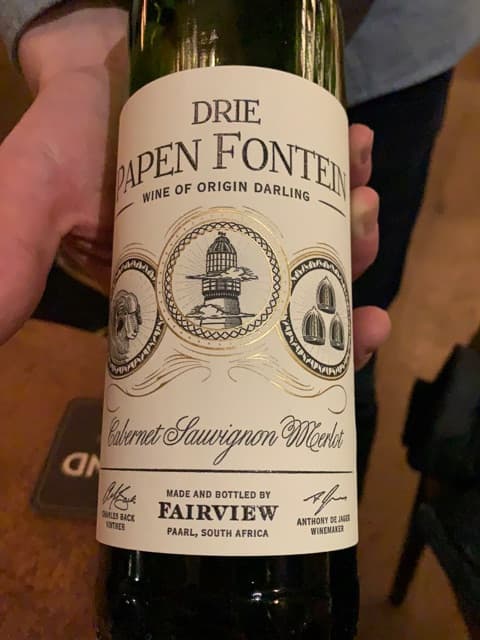 DRIE
PAPEN FONTEIN
WINE OF ORIGIN DARLING
Cabernet Sauvignon Merlot
CHARLES BACK
VINTNER
MADE AND BOTTLED BY
FAIRVIEW
PAARL, SOUTH AFRICA
ANTHONY DE JAGER
WINEMAKER